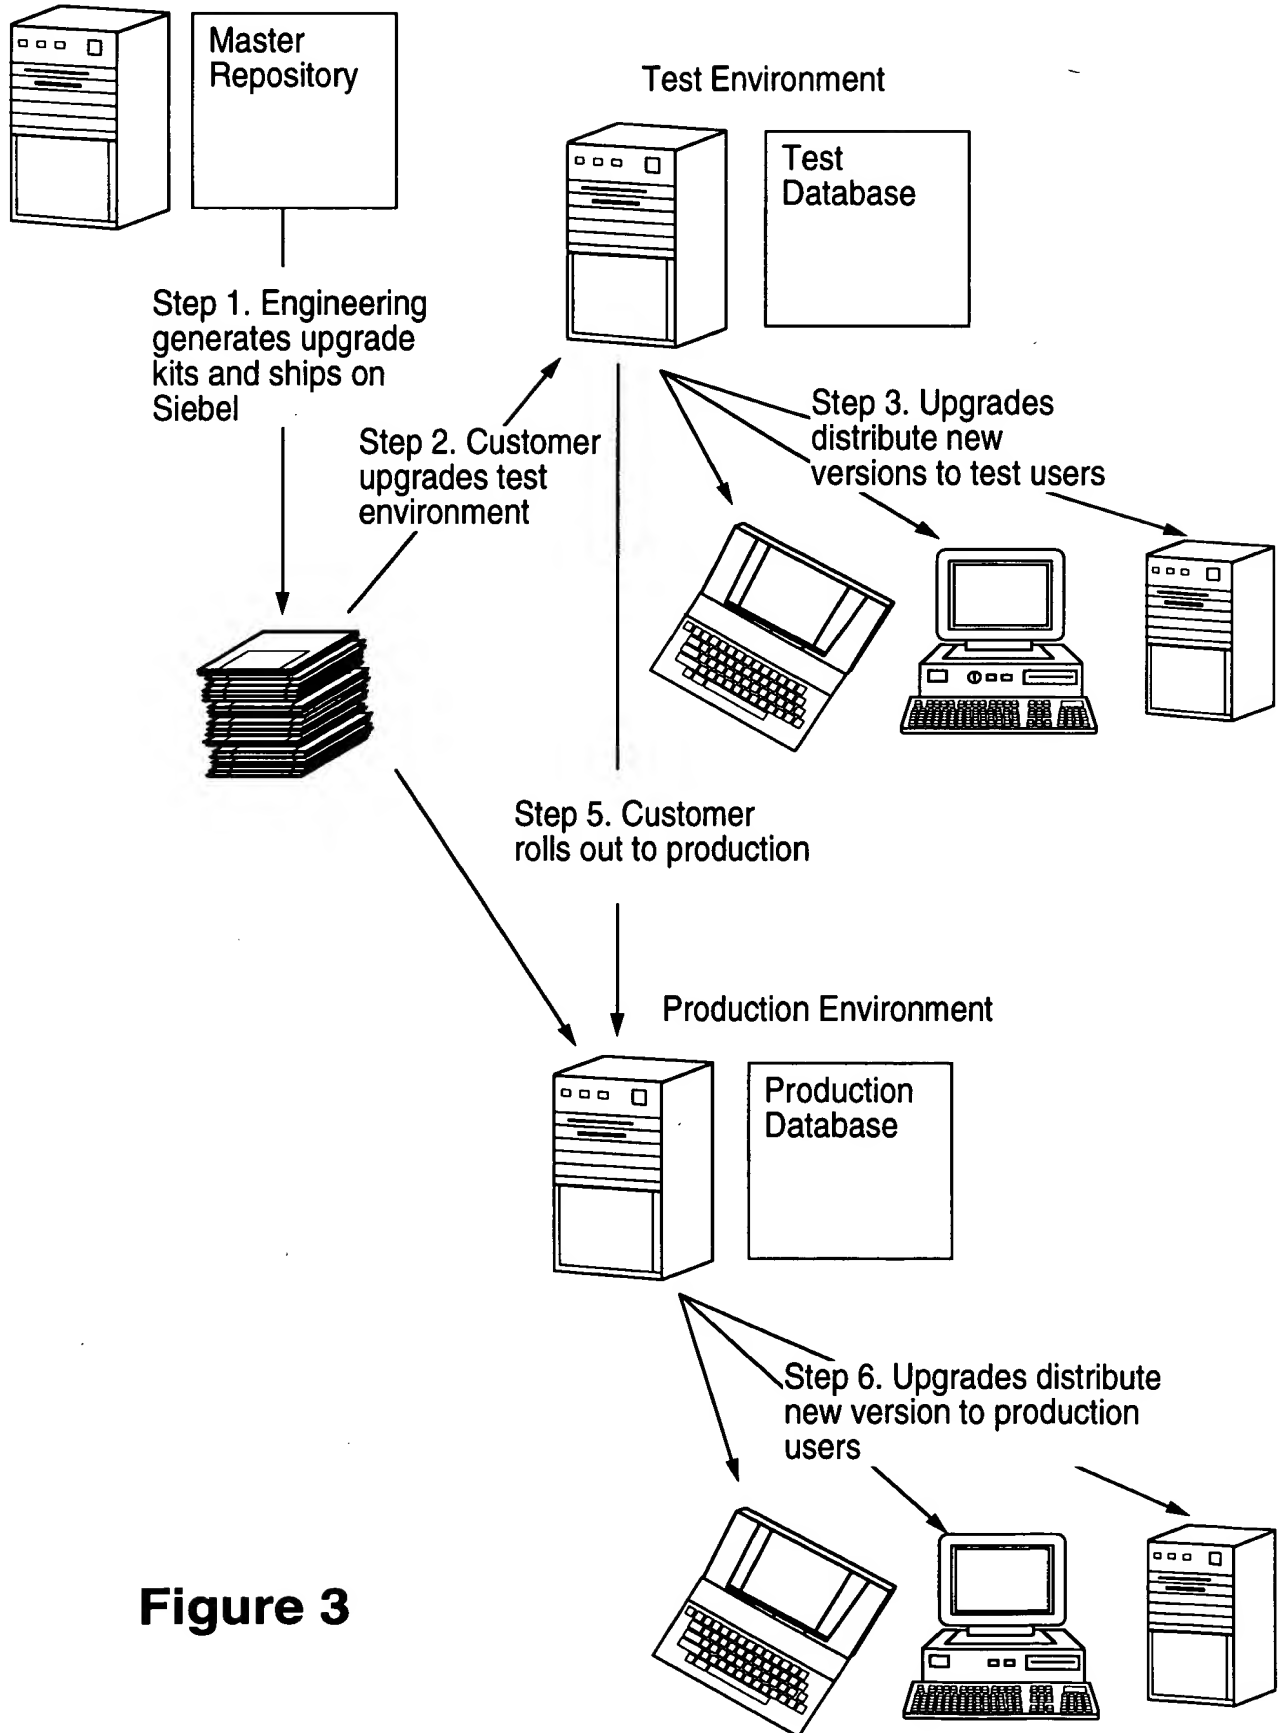 Master
Repository
Test Environment
Test
Database
Step 1. Engineering
generates upgrade
kits and ships on
Siebel
Step 2. Customer
upgrades test
environment
Step 3. Upgrades
distribute new
versions to test users
Step 5. Customer
rolls out to production
Production Environment
Production
Database
Step 6. Upgrades distribute
new version to production
users
Figure 3